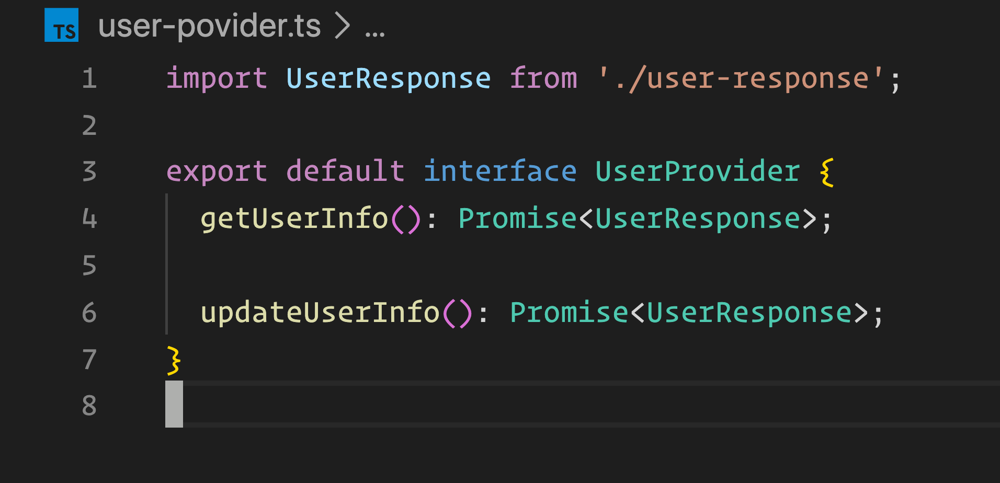 TS user-povider.ts > ...
1 import UserResponse from './user-response';
2
3 export default interface UserProvider {
4   getUserInfo(): Promise<UserResponse>;
5
6   updateUserInfo(): Promise<UserResponse>;
7 }
8